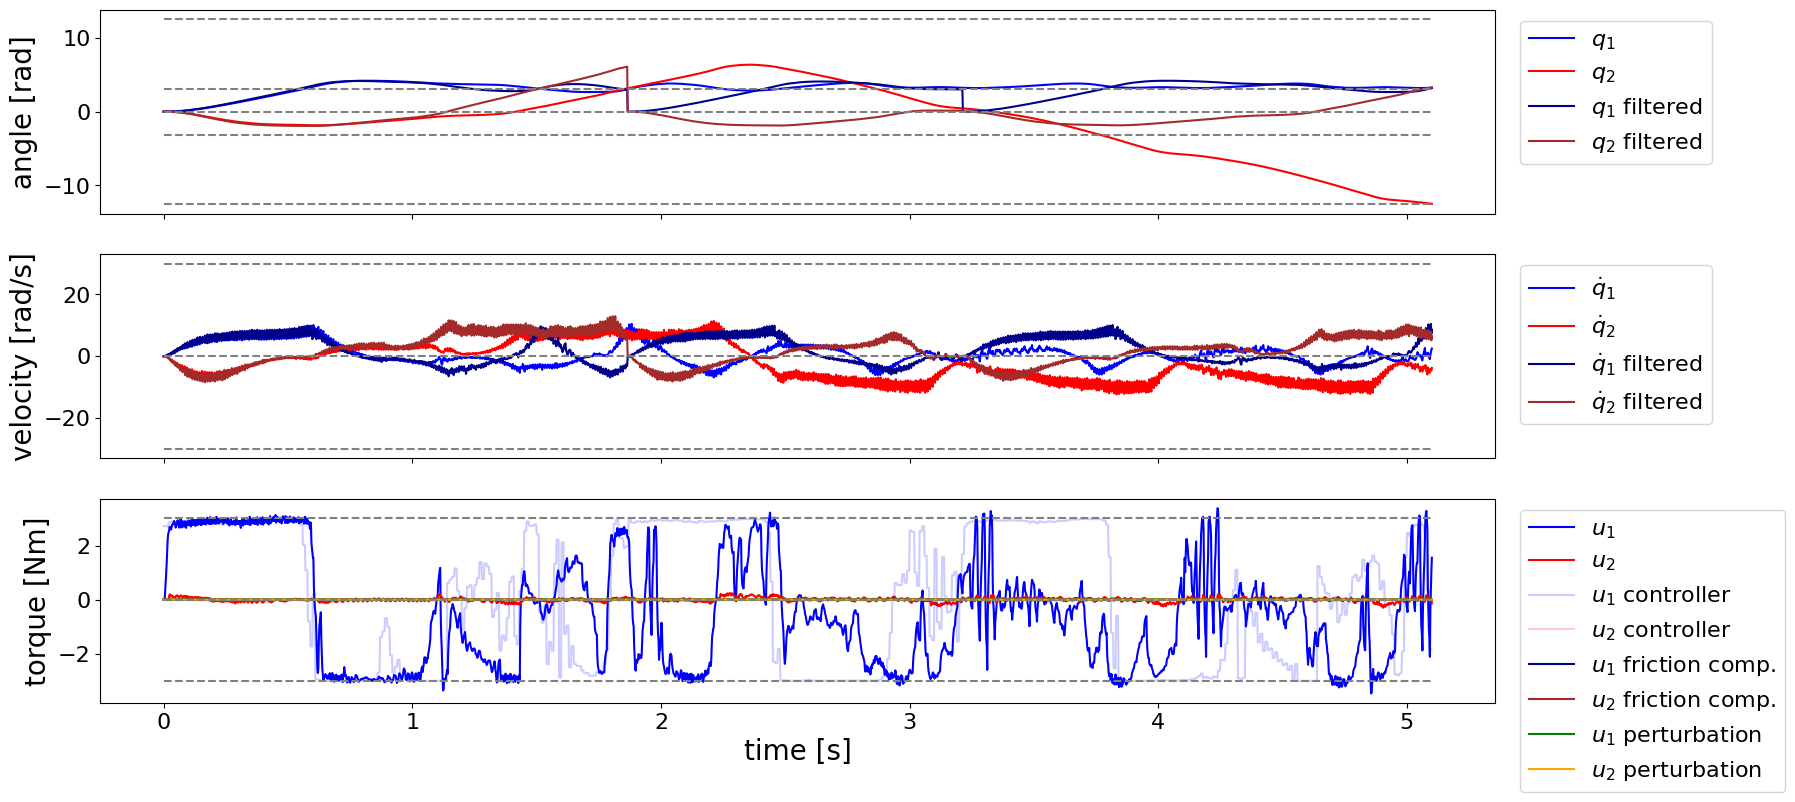 angle [rad]
10
0
−10
q₁
q₂
q₁ filtered
q₂ filtered
velocity [rad/s]
20
0
−20
q̇₁
q̇₂
q̇₁ filtered
q̇₂ filtered
torque [Nm]
2
0
−2
0 1 2 3 4 5
time [s]
u₁
u₂
u₁ controller
u₂ controller
u₁ friction comp.
u₂ friction comp.
u₁ perturbation
u₂ perturbation